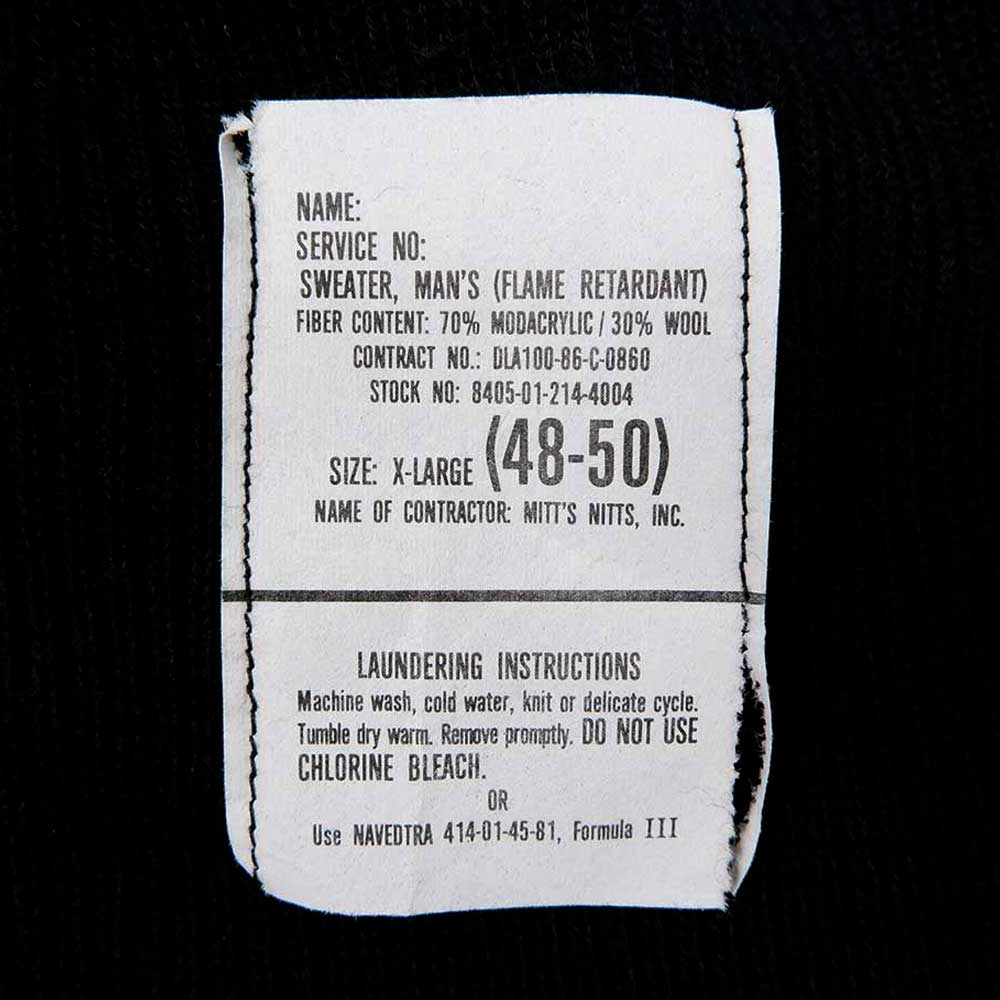 NAME:
SERVICE NO:
SWEATER, MAN'S (FLAME RETARDANT)
FIBER CONTENT: 70% MODACRYLIC / 30% WOOL
CONTRACT NO.: DLA100-86-C-0860
STOCK NO: 8405-01-214-4004
SIZE: X-LARGE (48-50)
NAME OF CONTRACTOR: MITT'S NITTS, INC.
LAUNDERING INSTRUCTIONS
Machine wash, cold water, knit or delicate cycle.
Tumble dry warm. Remove promptly. DO NOT USE
CHLORINE BLEACH.
OR
Use NAVEDTRA 414-01-45-81, Formula III